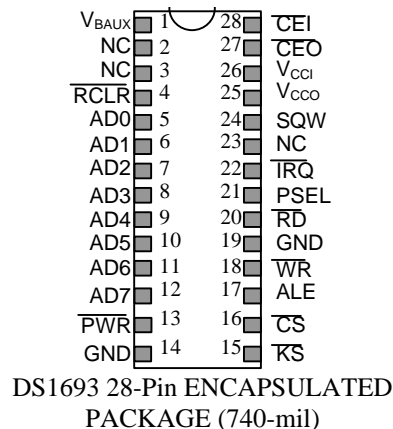 VBAUX 1 28 CEI
NC 2 27 CEO
NC 3 26 VCCI
RCLR 4 25 VCCO
AD0 5 24 SQW
AD1 6 23 NC
AD2 7 22 IRQ
AD3 8 21 PSEL
AD4 9 20 RD
AD5 10 19 GND
AD6 11 18 WR
AD7 12 17 ALE
PWR 13 16 CS
GND 14 15 KS
DS1693 28-Pin ENCAPSULATED
PACKAGE (740-mil)